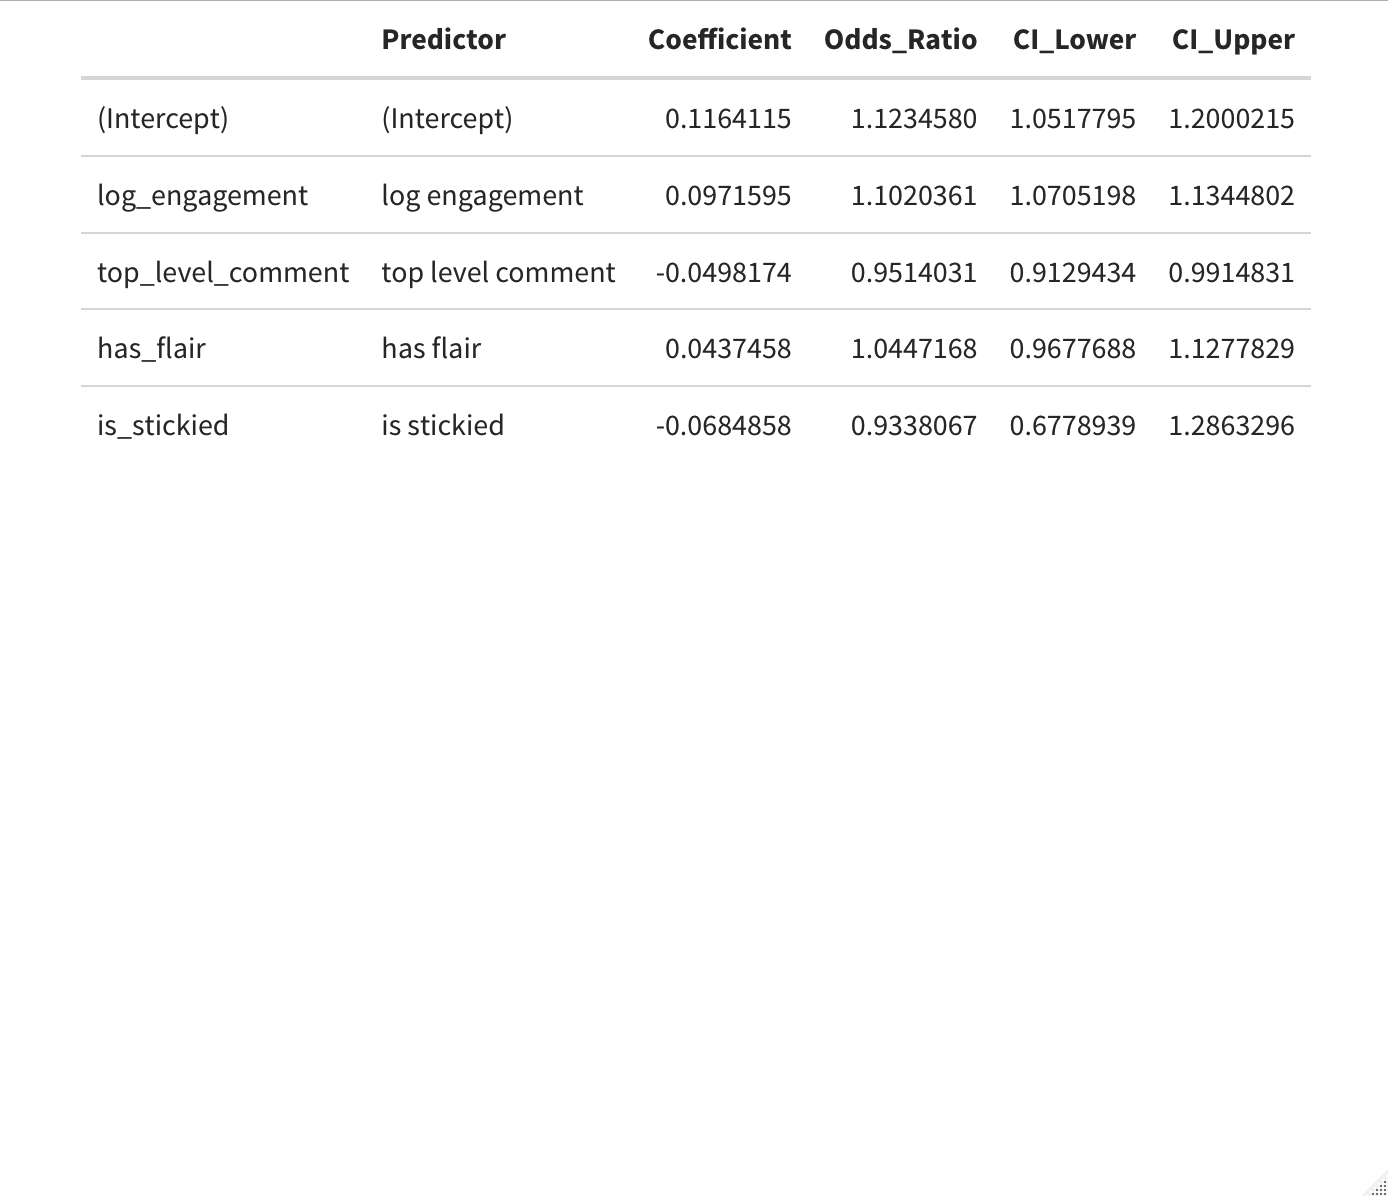 Predictor Coefficient Odds_Ratio CI_Lower CI_Upper
(Intercept) (Intercept) 0.1164115 1.1234580 1.0517795 1.2000215
log_engagement log engagement 0.0971595 1.1020361 1.0705198 1.1344802
top_level_comment top level comment -0.0498174 0.9514031 0.9129434 0.9914831
has_flair has flair 0.0437458 1.0447168 0.9677688 1.1277829
is_stickied is stickied -0.0684858 0.9338067 0.6778939 1.2863296